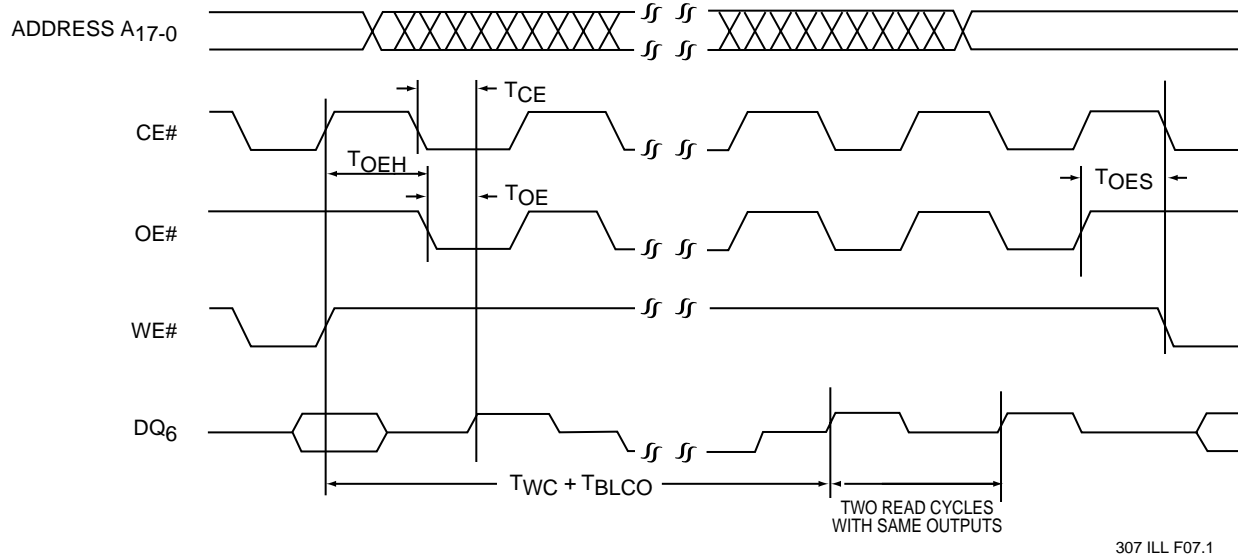 ADDRESS A17-0
TCE
CE#
TOEH
TOE
TOES
OE#
WE#
DQ6
TWC + TBLCO
TWO READ CYCLES
WITH SAME OUTPUTS
307 ILL F07.1